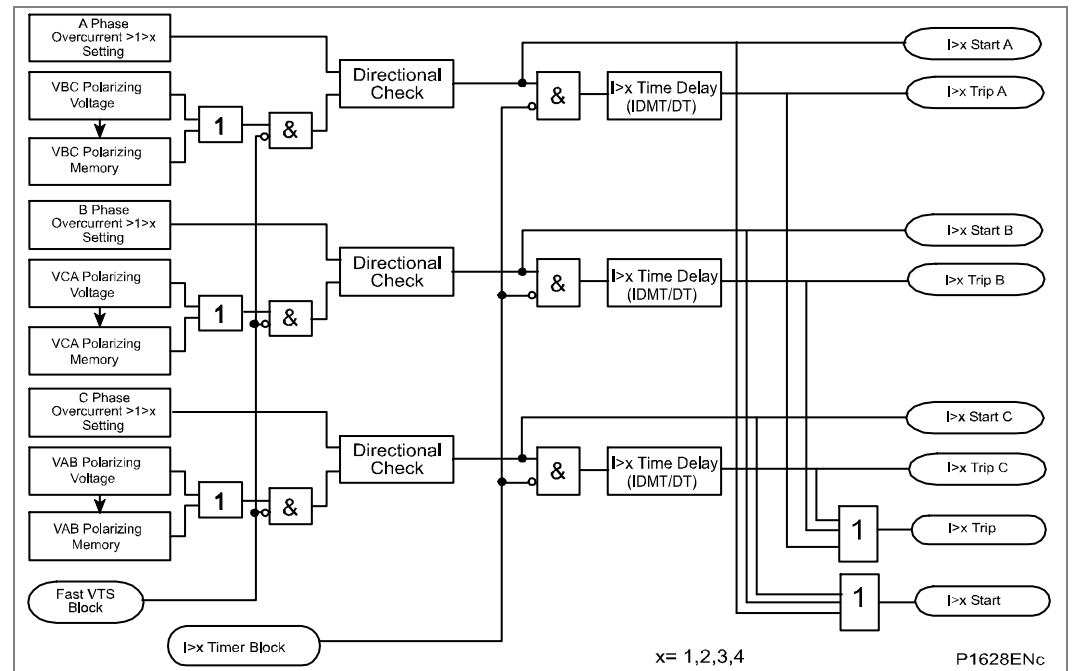 A Phase
Overcurrent >1>x
Setting
VBC Polarizing
Voltage
VBC Polarizing
Memory
1
&
Directional
Check
&
I>x Time Delay
(IDMT/DT)
I>x Start A
I>x Trip A
B Phase
Overcurrent >1>x
Setting
VCA Polarizing
Voltage
VCA Polarizing
Memory
1
&
Directional
Check
&
I>x Time Delay
(IDMT/DT)
I>x Start B
I>x Trip B
C Phase
Overcurrent >1>x
Setting
VAB Polarizing
Voltage
VAB Polarizing
Memory
1
&
Directional
Check
&
I>x Time Delay
(IDMT/DT)
I>x Start C
I>x Trip C
1
I>x Trip
1
I>x Start
Fast VTS
Block
I>x Timer Block
x= 1,2,3,4
P1628ENc